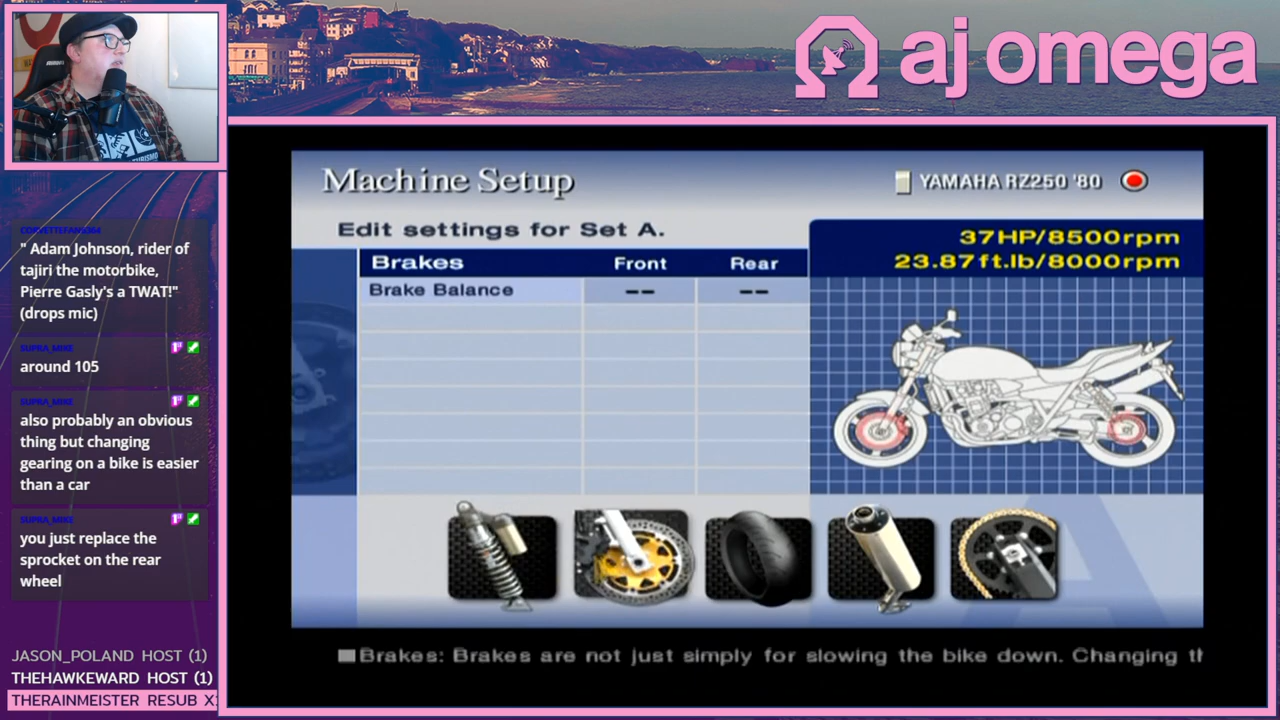 aj omega
Machine Setup
YAMAHA RZ250 '80
Edit settings for Set A.
37HP/8500rpm
23.87ft.lb/8000rpm
Brakes Front Rear
Brake Balance -- --
■Brakes: Brakes are not just simply for slowing the bike down. Changing th
" Adam Johnson, rider of
tajiri the motorbike,
Pierre Gasly's a TWAT!"
(drops mic)
SUPRA_MIKE
around 105
SUPRA_MIKE
also probably an obvious
thing but changing
gearing on a bike is easier
than a car
SUPRA_MIKE
you just replace the
sprocket on the rear
wheel
JASON_POLAND HOST (1)
THEHAWKEWARD HOST (1)
THERAINMEISTER RESUB X